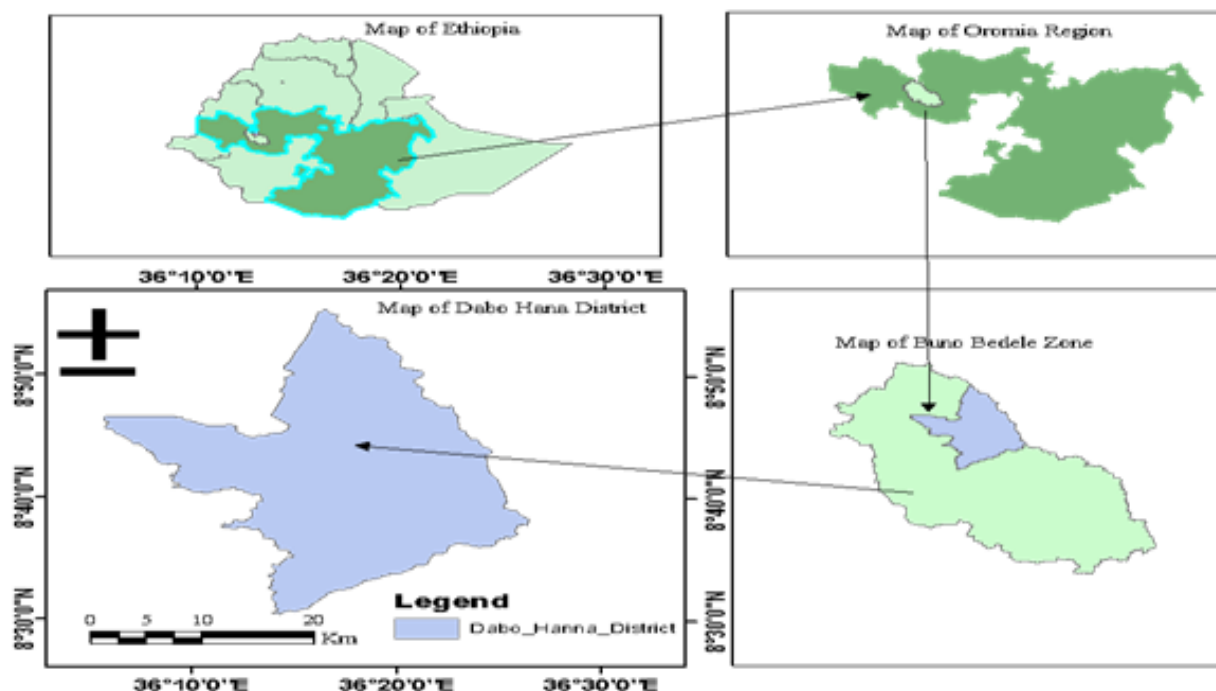 Map of Ethiopia
Map of Oromia Region
36°10'0"E
36°20'0"E
36°30'0"E
Map of Dabo Hana District
Map of Buno Bedele Zone
8°50'0"N
8°50'0"N
8°40'0"N
8°40'0"N
8°30'0"N
8°30'0"N
Legend
Dabo_Hanna_District
0 5 10 20
Km
36°10'0"E
36°20'0"E
36°30'0"E